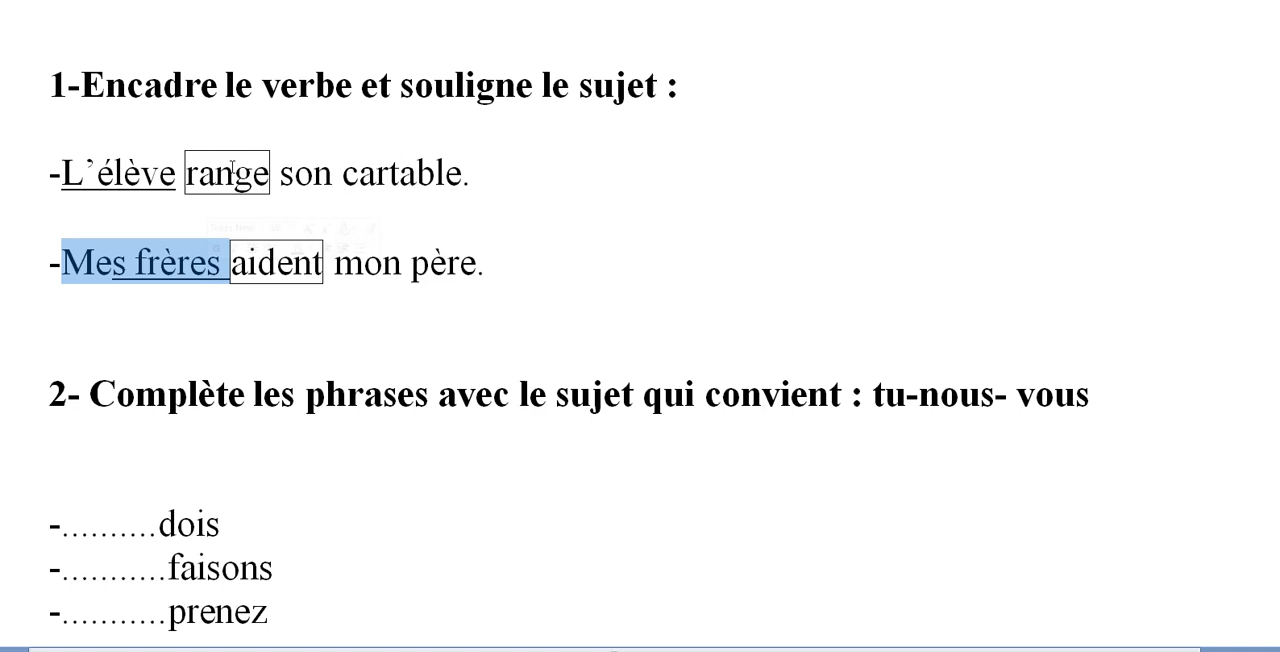 1-Encadre le verbe et souligne le sujet :
-L’élève range son cartable.
-Mes frères aident mon père.
2- Complète les phrases avec le sujet qui convient : tu-nous- vous
-..........dois
-...........faisons
-...........prenez